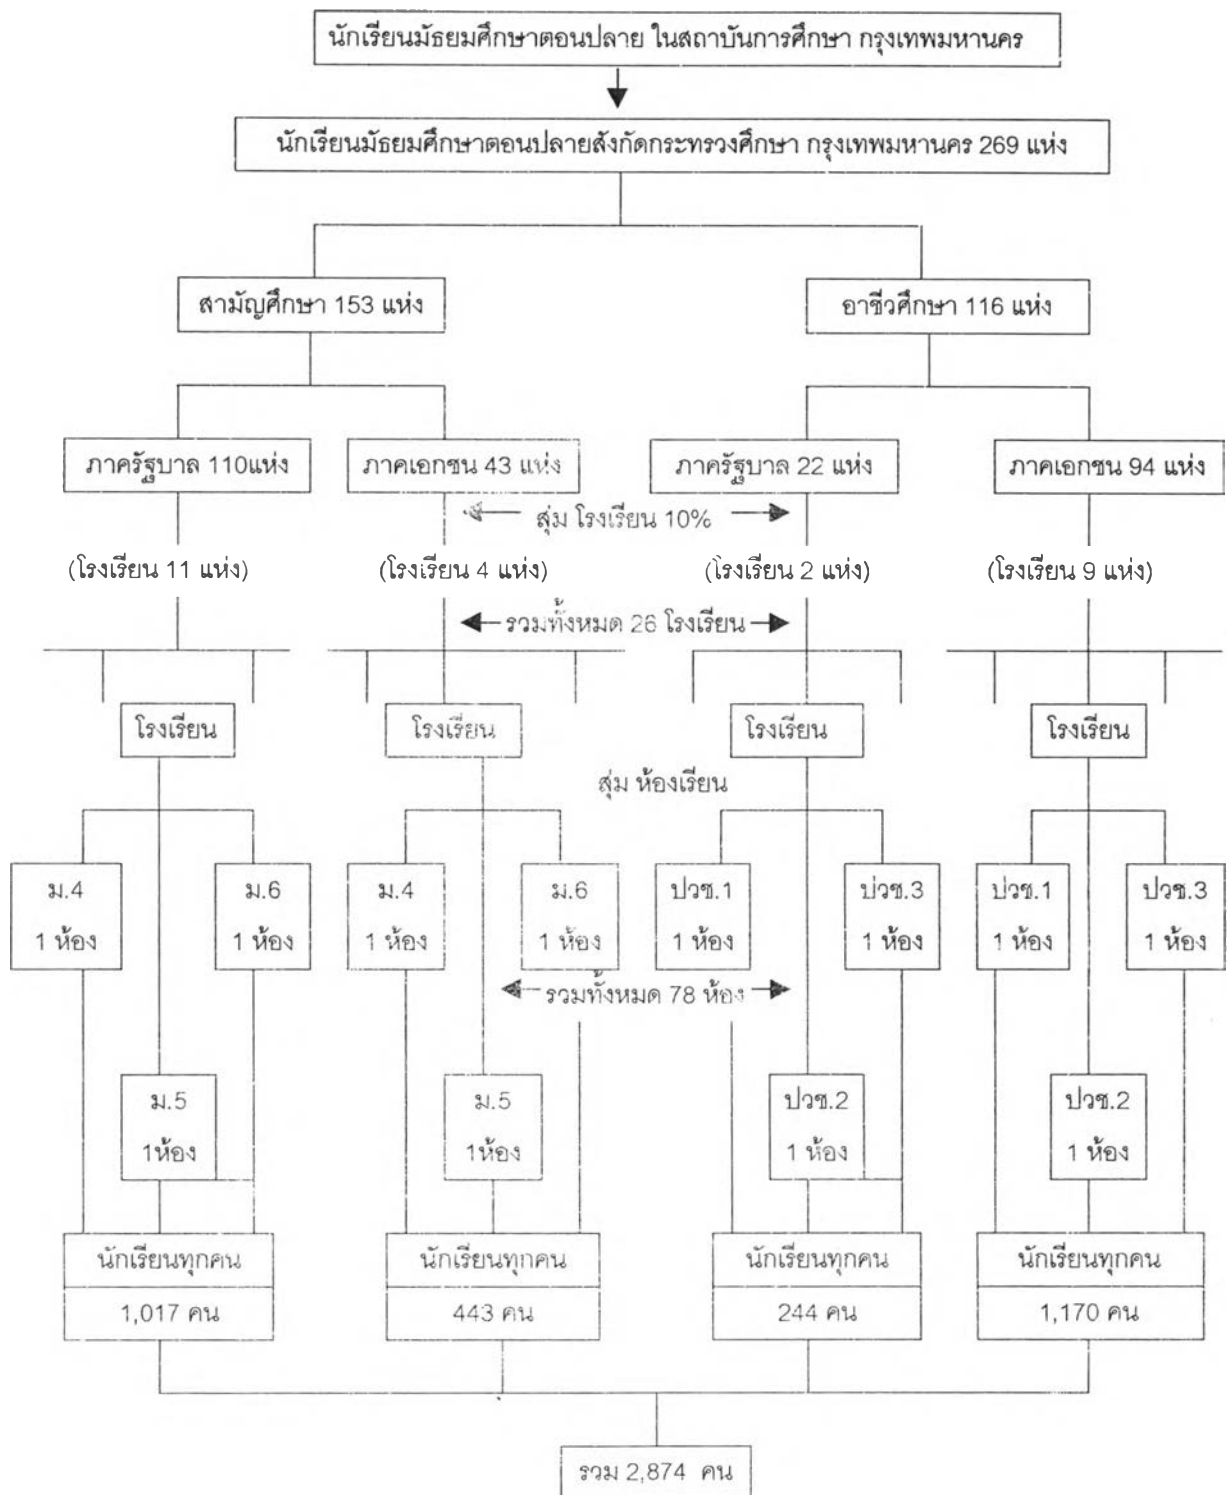 นักเรียนมัธยมศึกษาตอนปลาย ในสถาบันการศึกษา กรุงเทพมหานคร
นักเรียนมัธยมศึกษาตอนปลายสังกัดกระทรวงศึกษา กรุงเทพมหานคร 269 แห่ง
สามัญศึกษา 153 แห่ง
อาชีวศึกษา 116 แห่ง
ภาครัฐบาล 110แห่ง
ภาคเอกชน 43 แห่ง
ภาครัฐบาล 22 แห่ง
ภาคเอกชน 94 แห่ง
สุ่ม โรงเรียน 10%
(โรงเรียน 11 แห่ง)
(โรงเรียน 4 แห่ง)
(โรงเรียน 2 แห่ง)
(โรงเรียน 9 แห่ง)
รวมทั้งหมด 26 โรงเรียน
โรงเรียน
โรงเรียน
โรงเรียน
โรงเรียน
สุ่ม ห้องเรียน
ม.4
1 ห้อง
ม.6
1 ห้อง
ม.4
1 ห้อง
ม.6
1 ห้อง
ปวช.1
1 ห้อง
ปวช.3
1 ห้อง
ปวช.1
1 ห้อง
ปวช.3
1 ห้อง
รวมทั้งหมด 78 ห้อง
ม.5
1ห้อง
ม.5
1ห้อง
ปวช.2
1 ห้อง
ปวช.2
1 ห้อง
นักเรียนทุกคน
1,017 คน
นักเรียนทุกคน
443 คน
นักเรียนทุกคน
244 คน
นักเรียนทุกคน
1,170 คน
รวม 2,874 คน